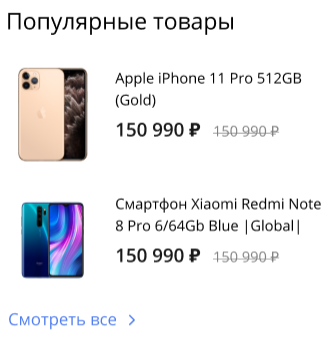 Популярные товары
Apple iPhone 11 Pro 512GB
(Gold)
150 990 ₽ 150 990 ₽
Смартфон Xiaomi Redmi Note
8 Pro 6/64Gb Blue |Global|
150 990 ₽ 150 990 ₽
Смотреть все >